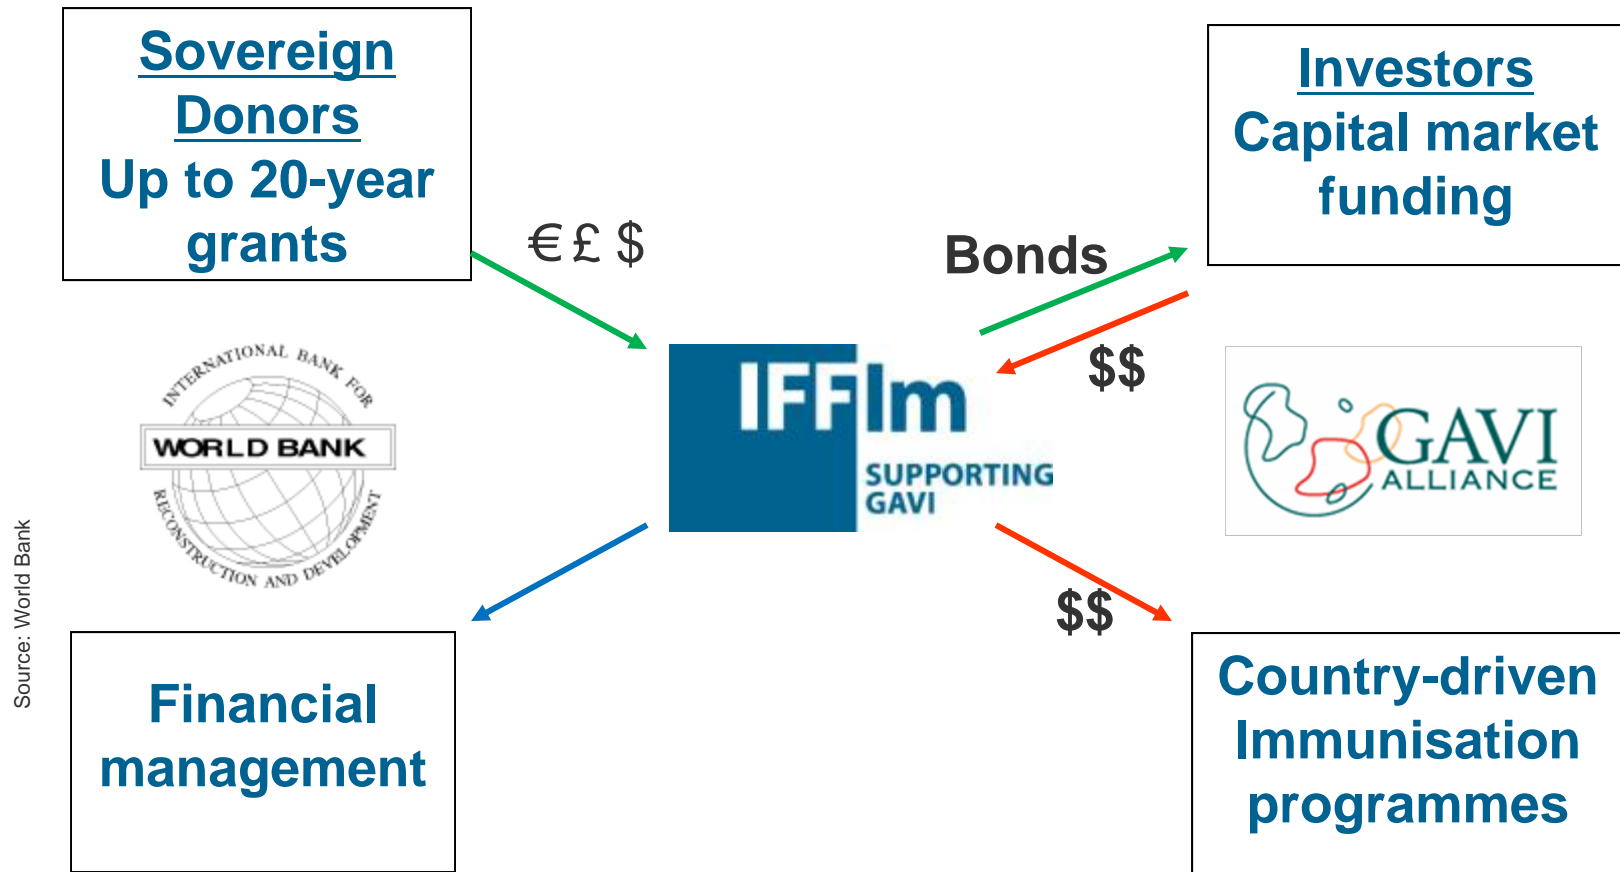 Sovereign
Donors
Up to 20-year
grants
€ £ $
Bonds
Investors
Capital market
funding
$$
INTERNATIONAL BANK FOR
WORLD BANK
RECONSTRUCTION AND DEVELOPMENT
IFFIm
SUPPORTING
GAVI
GAVI
ALLIANCE
Source: World Bank
$$
Financial
management
Country-driven
Immunisation
programmes